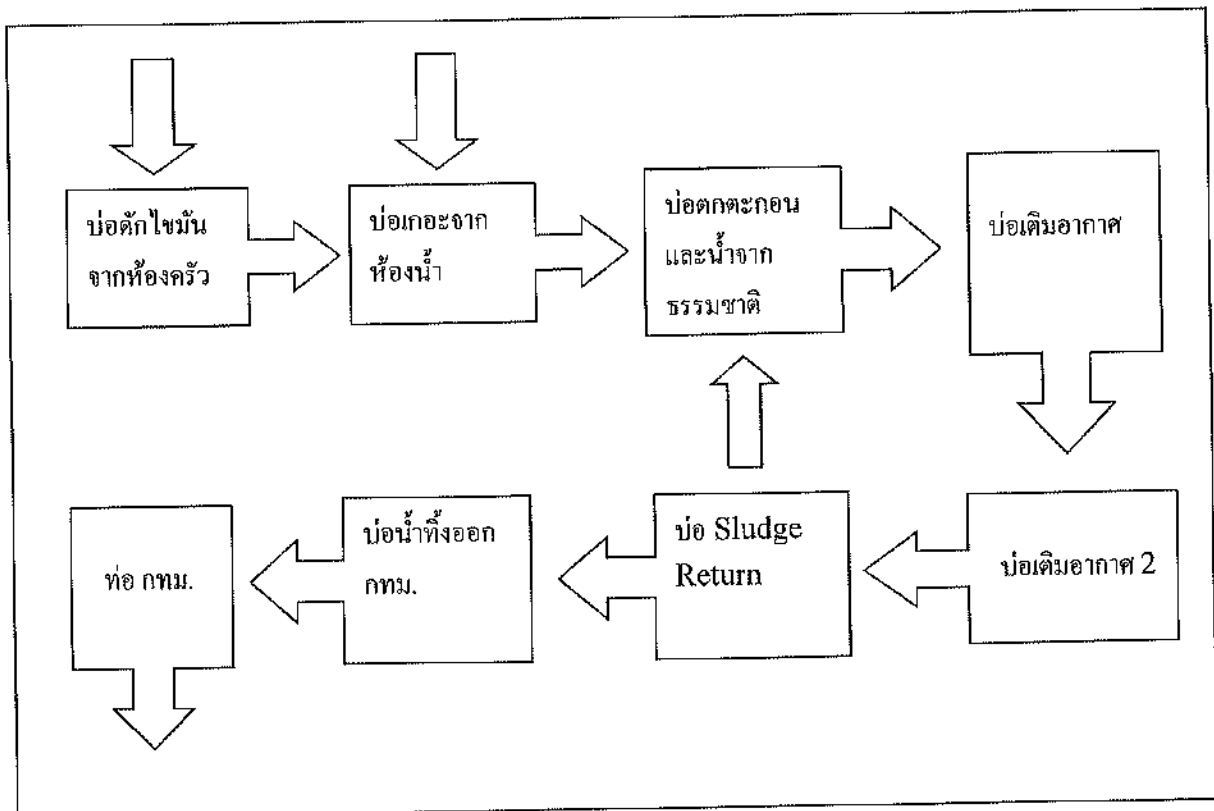 บ่อดักไขมัน
จากห้องครัว
บ่อเกอะจาก
ห้องน้ำ
บ่อตกตะกอน
และน้ำจาก
ธรรมชาติ
บ่อเติมอากาศ
บ่อเติมอากาศ 2
บ่อ Sludge
Return
บ่อน้ำทิ้งออก
กทม.
ท่อ กทม.